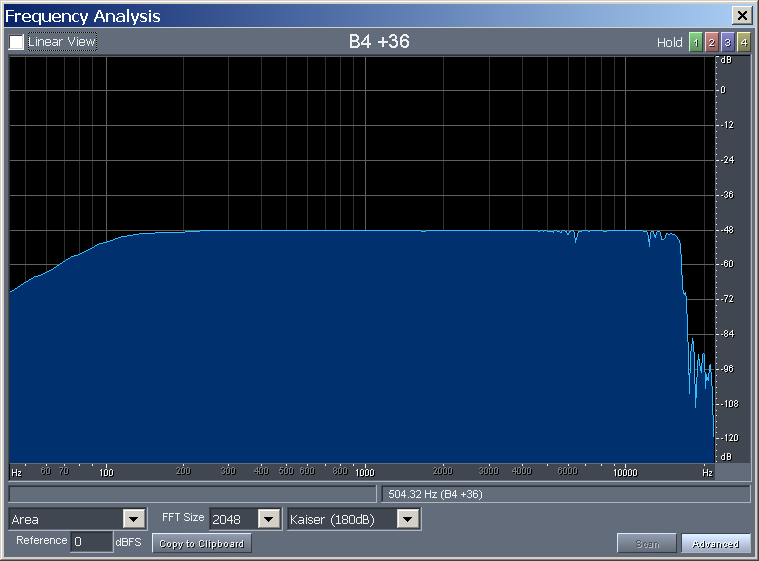 Frequency Analysis
Linear View B4 +36 Hold 1 2 3 4
dB
-0
-12
-24
-36
-48
-60
-72
-84
-96
-108
-120
dB
Hz 60 70 100 200 300 400 500 600 800 1000 2000 3000 4000 6000 10000 Hz
504.32 Hz (B4 +36)
Area FFT Size 2048 Kaiser (180dB)
Reference 0 dBFS Copy to Clipboard Scan Advanced